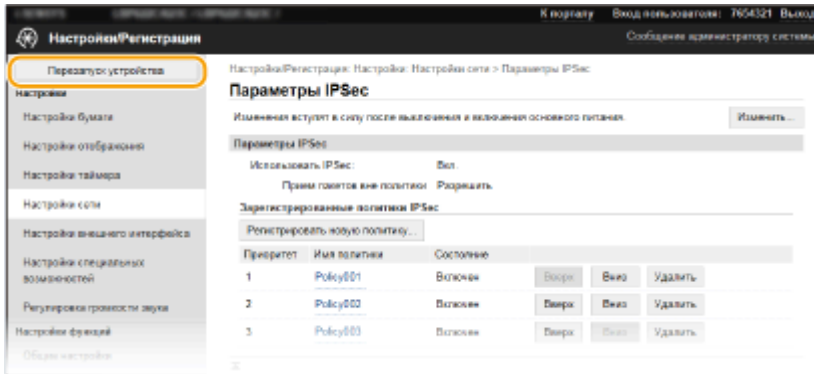 К порталу Вход пользователя: 7654321 Выход
Настройки/Регистрация
Сообщение администратору системы
Перезапуск устройства
Настройки
Настройки бумаги
Настройки отображения
Настройки таймера
Настройки сети
Настройки внешнего интерфейса
Настройки специальных
возможностей
Регулировка громкости звука
Настройки функций
Общие настройки
Настройки/Регистрация: Настройки: Настройки сети > Параметры IPSec
Параметры IPSec
Изменения вступят в силу после выключения и включения основного питания.
Изменить...
Параметры IPSec
Использовать IPSec: Вкл.
Прием пакетов вне политики Разрешить
Зарегистрированные политики IPSec
Регистрировать новую политику...
Приоритет Имя политики Состояние
1 Policy001 Включен Вверх Вниз Удалить
2 Policy002 Включен Вверх Вниз Удалить
3 Policy003 Включен Вверх Вниз Удалить